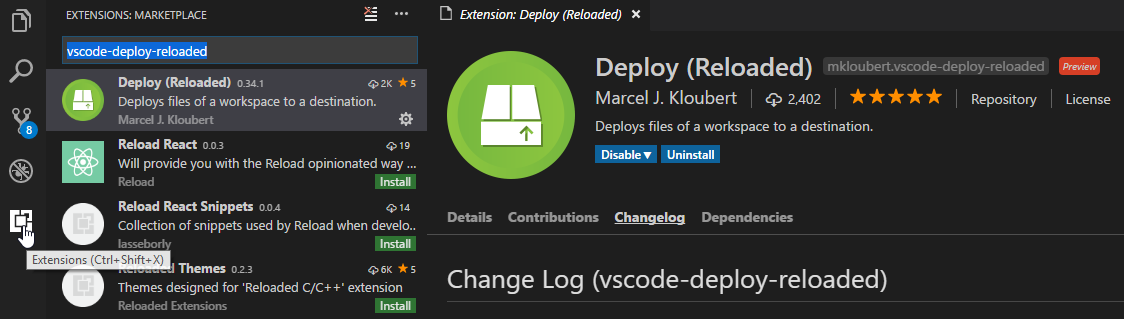 EXTENSIONS: MARKETPLACE
vscode-deploy-reloaded
Deploy (Reloaded) 0.34.1 2K 5
Deploys files of a workspace to a destination.
Marcel J. Kloubert
Reload React 0.0.3 19
Will provide you with the Reload opinionated way ...
Reload Install
Reload React Snippets 0.0.4 14
Collection of snippets used by Reload when develo...
lasseborly Install
Reloaded Themes 0.2.3 6K 5
Themes designed for 'Reloaded C/C++' extension
Reloaded Extensions Install
8
Extensions (Ctrl+Shift+X)
Extension: Deploy (Reloaded)
Deploy (Reloaded) mkloubert.vscode-deploy-reloaded Preview
Marcel J. Kloubert 2,402 Repository License
Deploys files of a workspace to a destination.
Disable Uninstall
Details Contributions Changelog Dependencies
Change Log (vscode-deploy-reloaded)